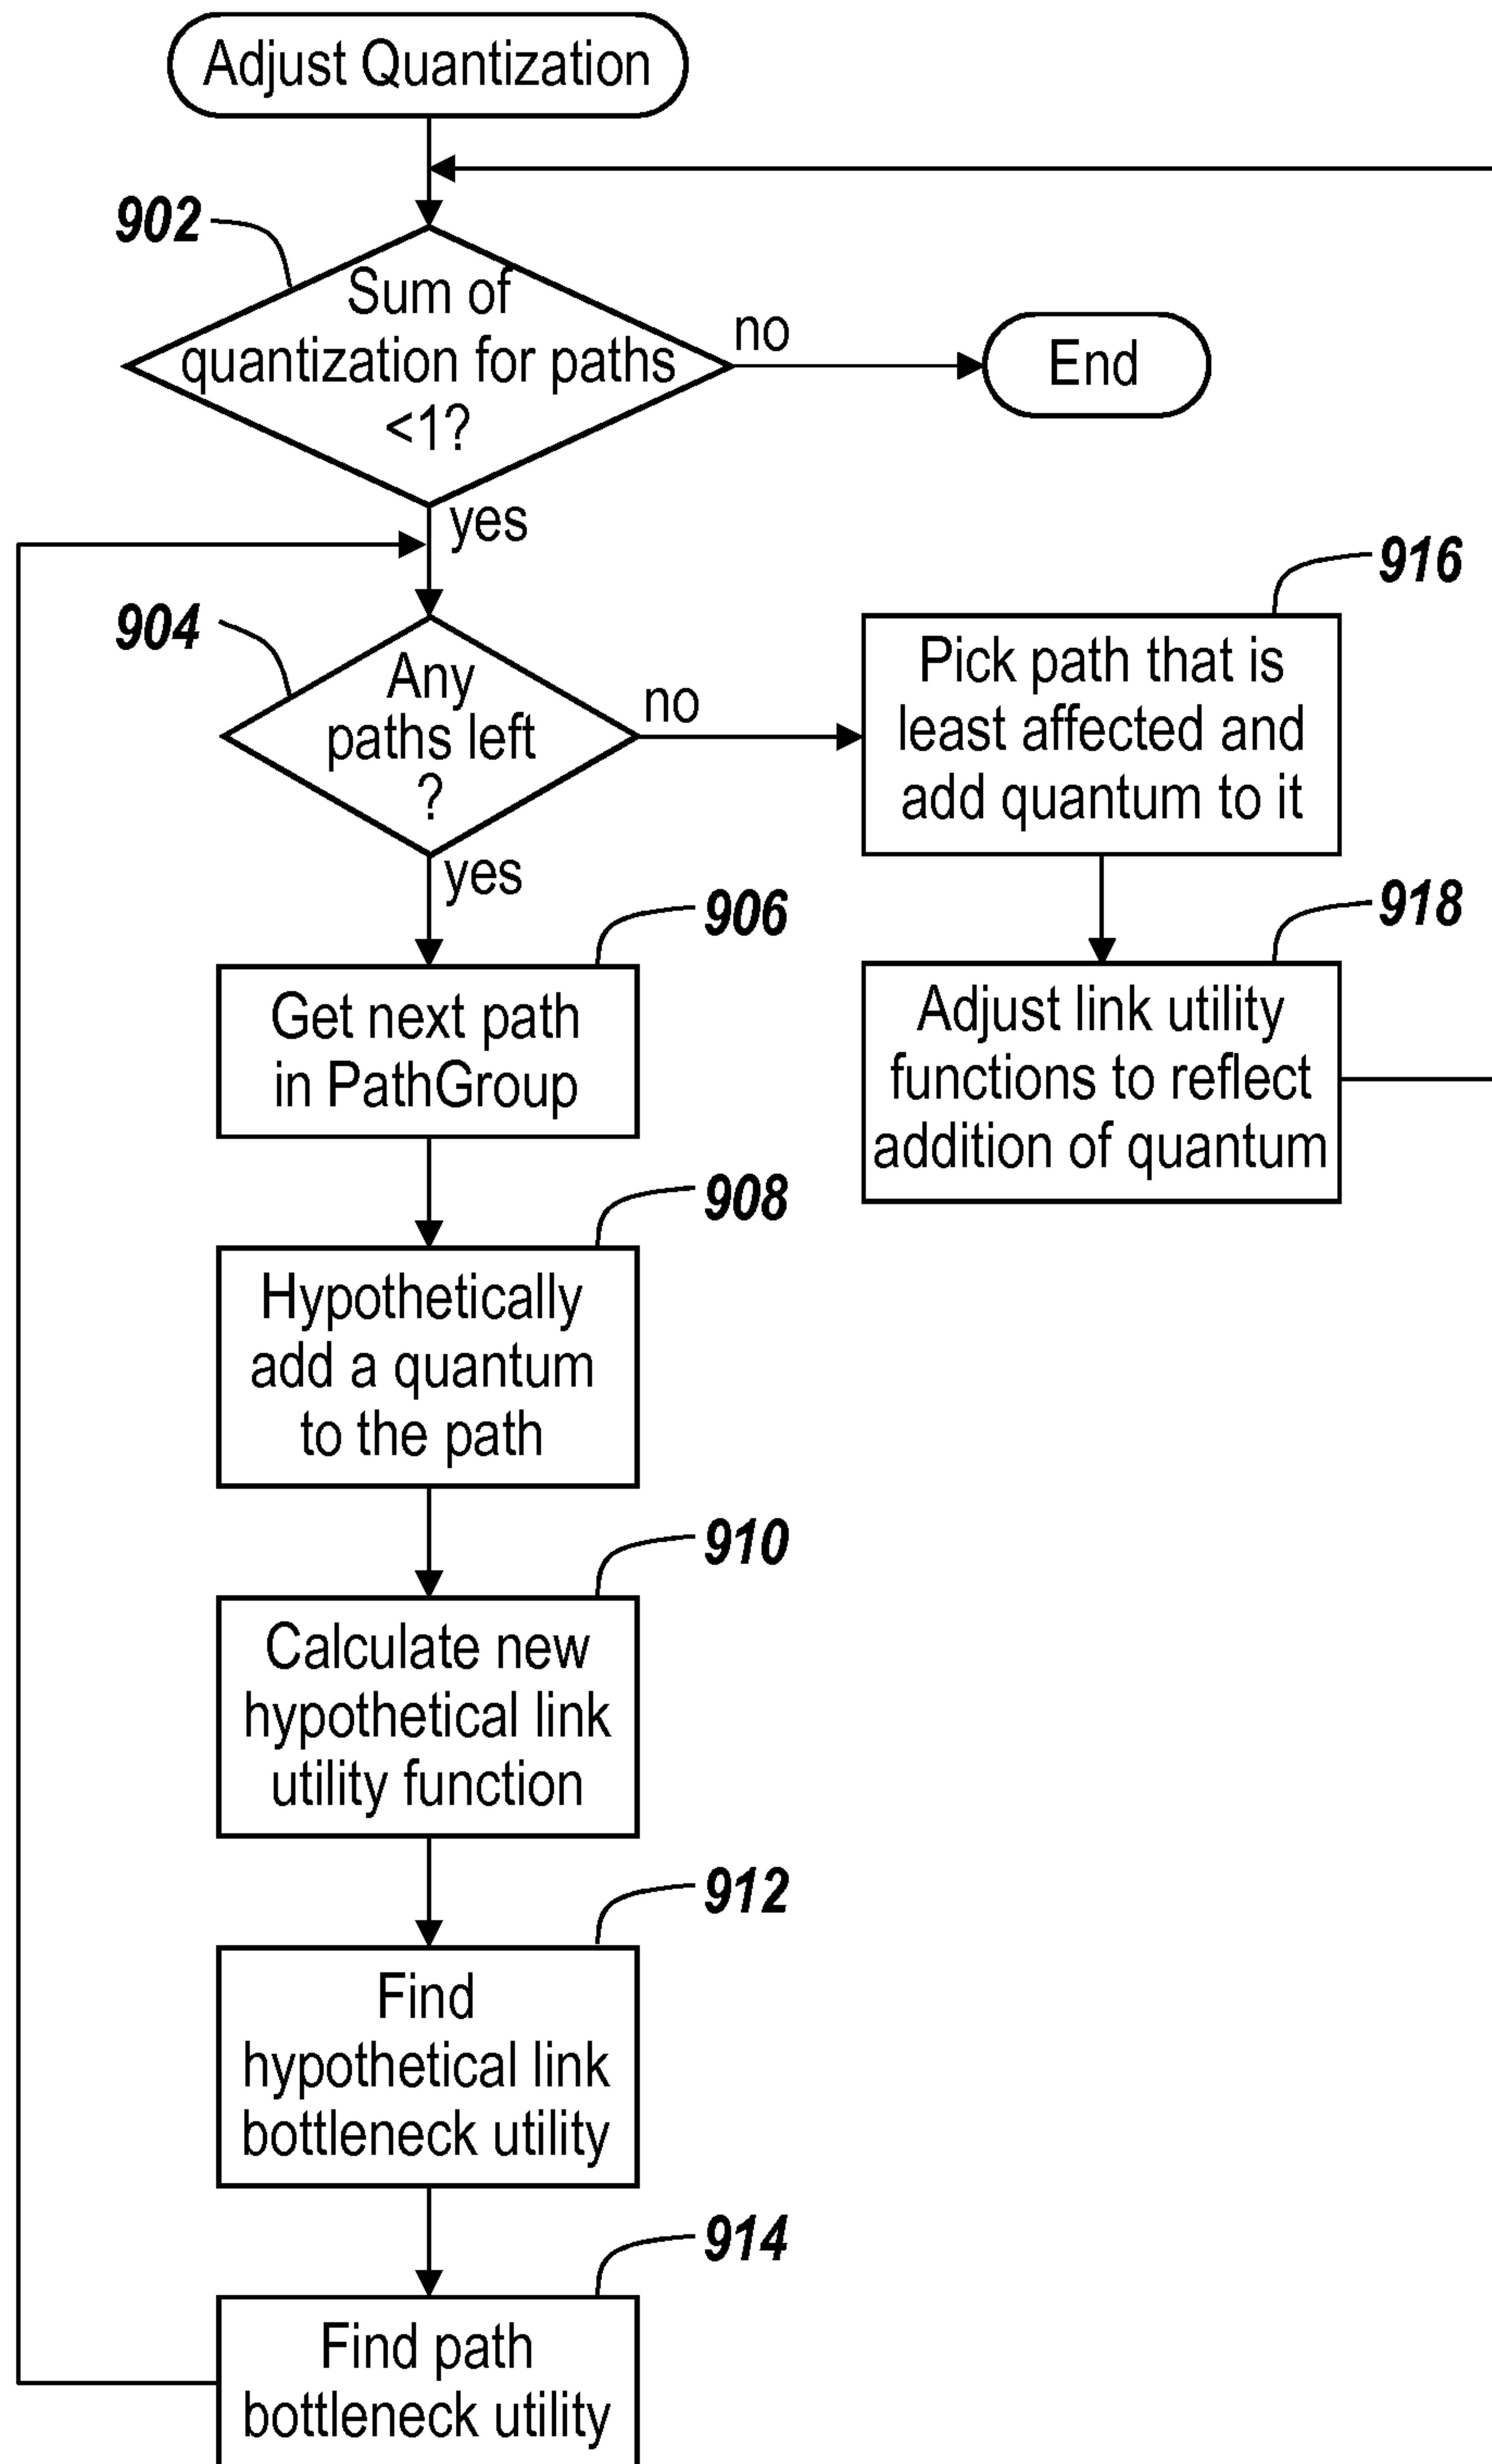 Adjust Quantization
902
Sum of
quantization for paths
<1?
no
End
yes
904
Any
paths left
?
no
916
Pick path that is
least affected and
add quantum to it
yes
906
Get next path
in PathGroup
918
Adjust link utility
functions to reflect
addition of quantum
908
Hypothetically
add a quantum
to the path
910
Calculate new
hypothetical link
utility function
912
Find
hypothetical link
bottleneck utility
914
Find path
bottleneck utility